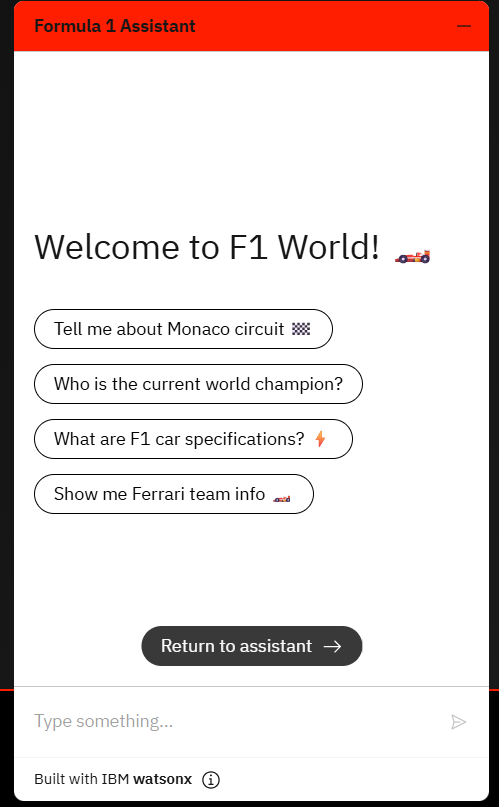 Formula 1 Assistant
Welcome to F1 World! 🏎️
Tell me about Monaco circuit 🏁
Who is the current world champion?
What are F1 car specifications? ⚡
Show me Ferrari team info 🏎️
Return to assistant →
Type something...
Built with IBM watsonx